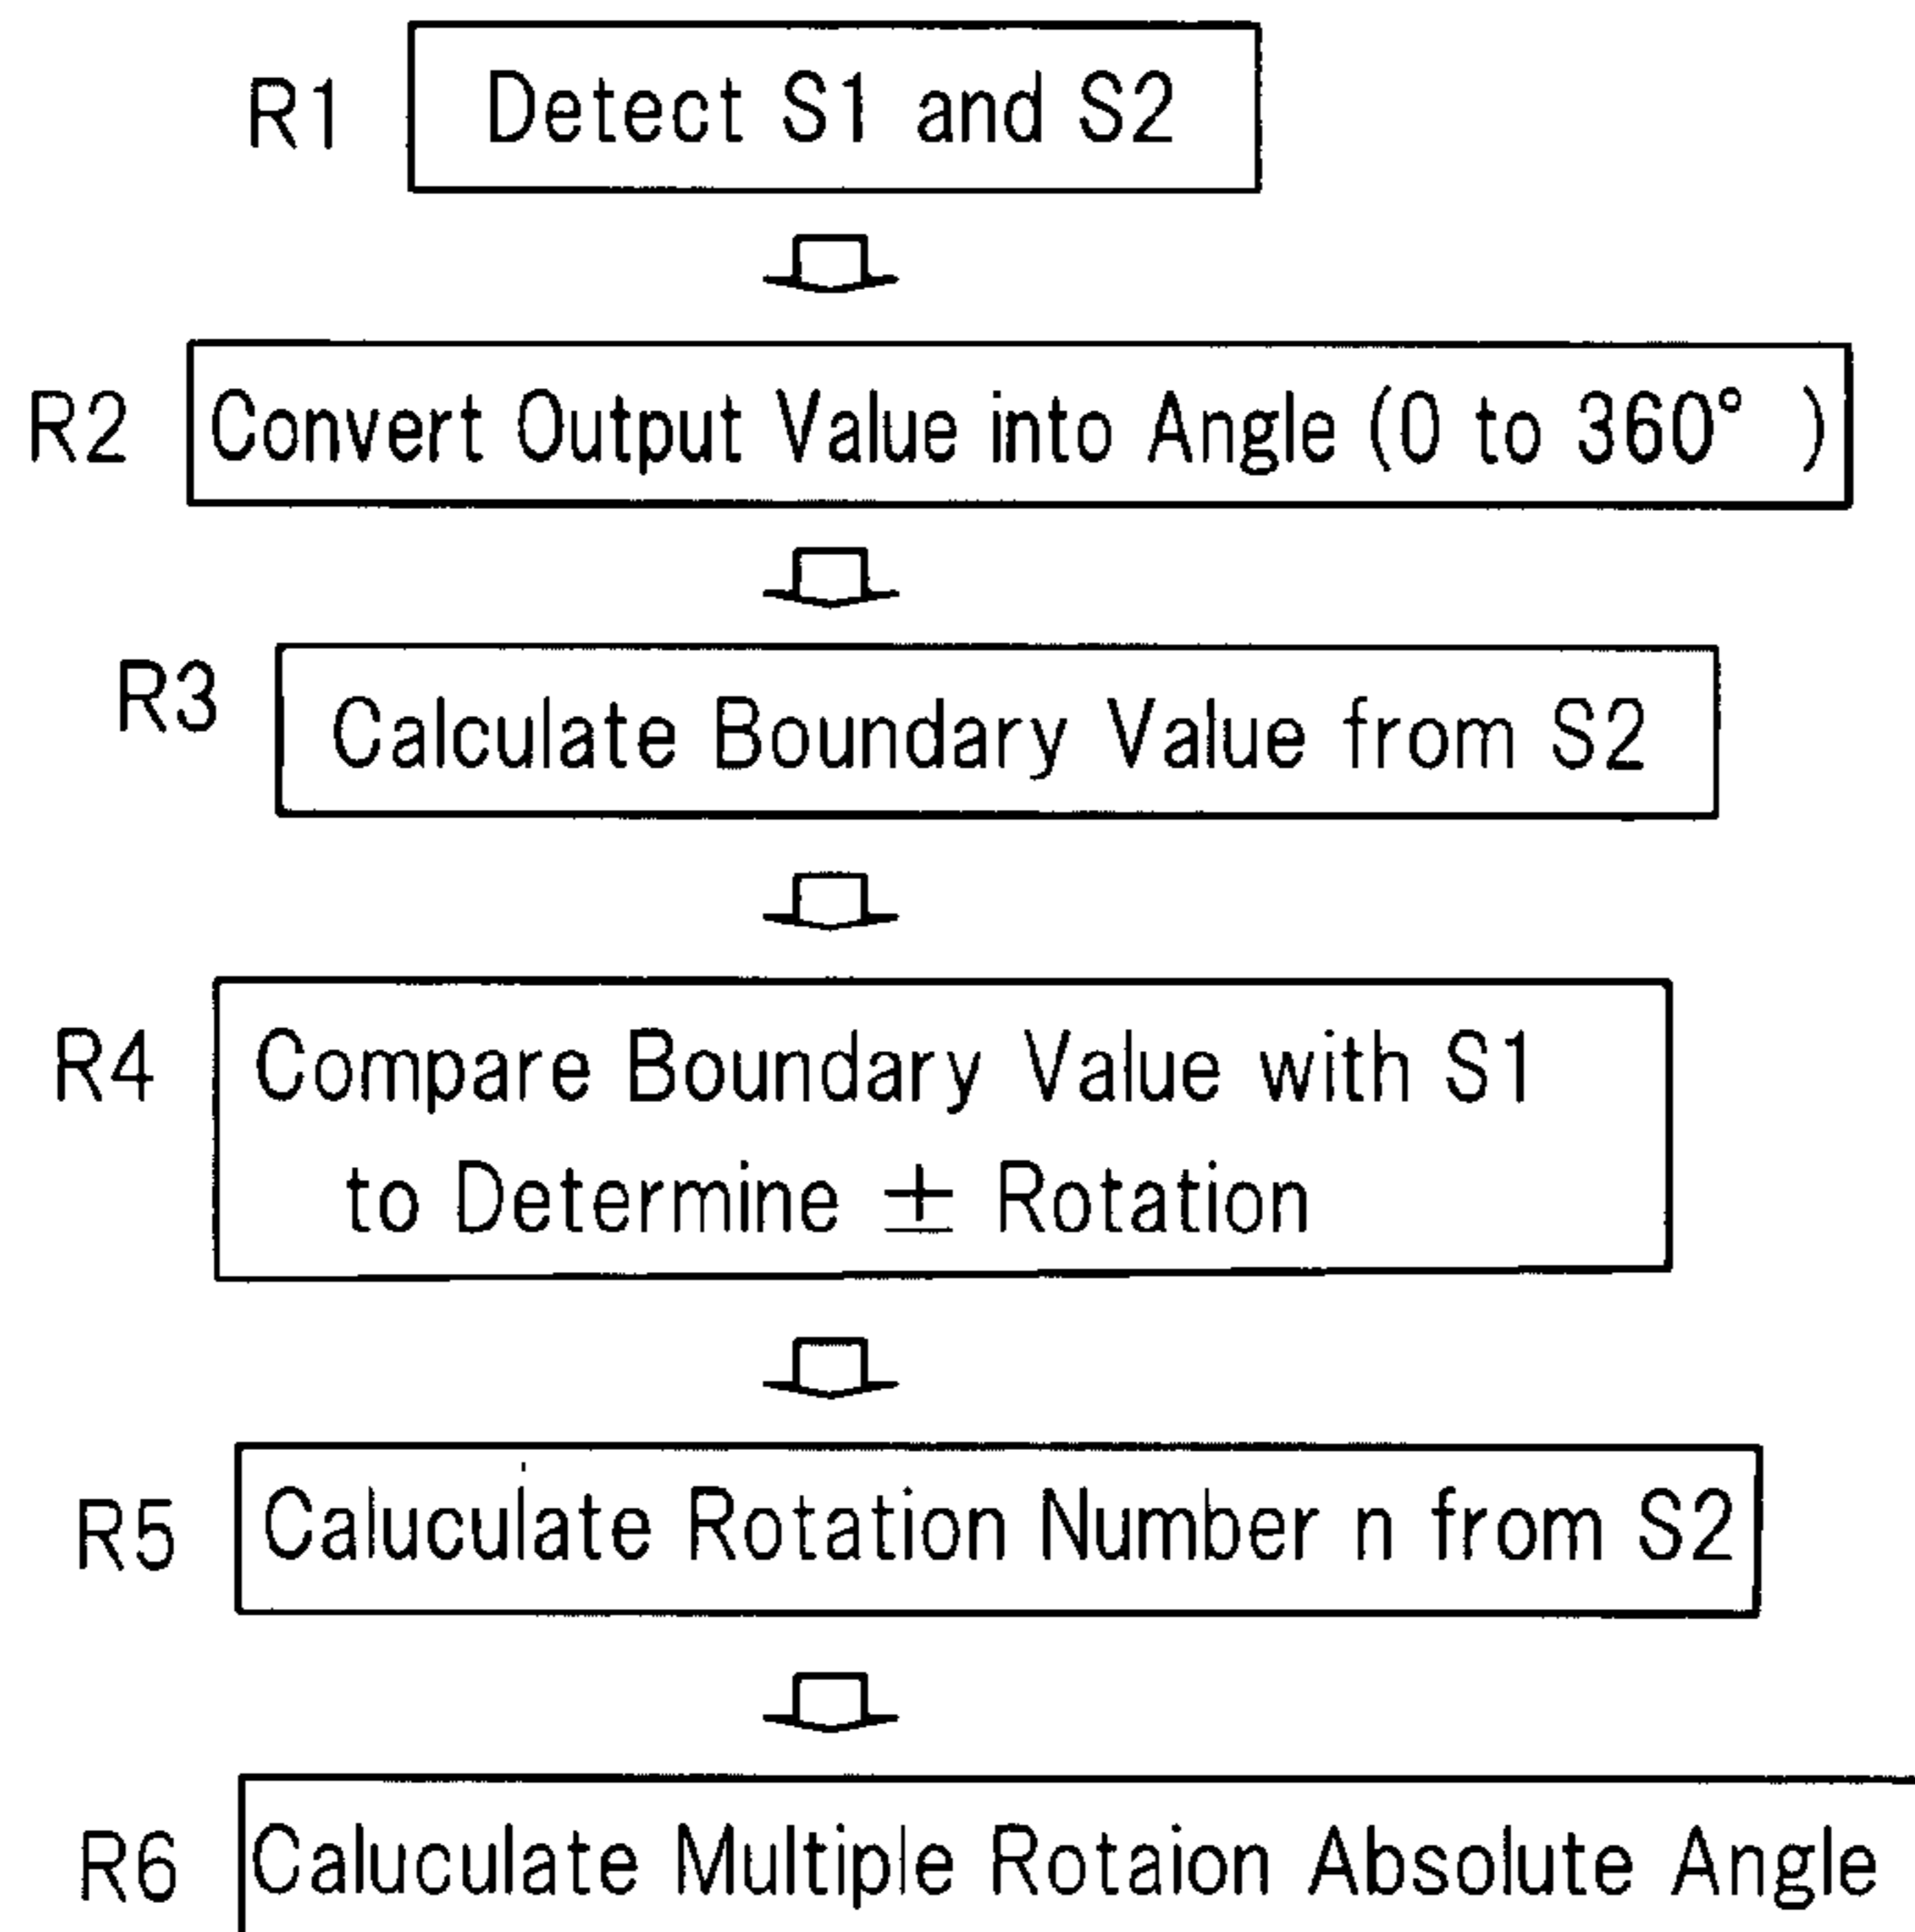 R1 Detect S1 and S2
R2 Convert Output Value into Angle (0 to 360° )
R3 Calculate Boundary Value from S2
R4 Compare Boundary Value with S1
to Determine ± Rotation
R5 Caluculate Rotation Number n from S2
R6 Caluculate Multiple Rotaion Absolute Angle